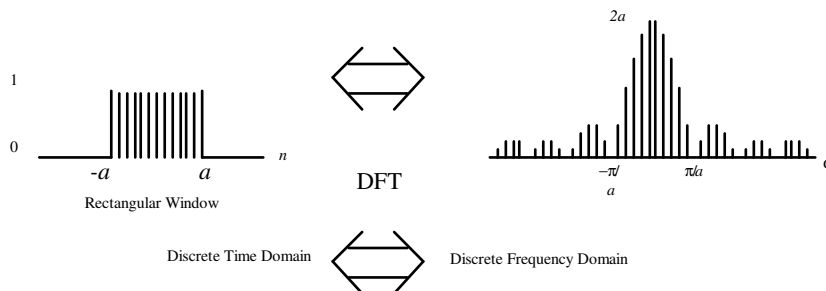 2a
1
0
-a
a
n
−π/
a
π/a
DFT
Rectangular Window
Discrete Time Domain
Discrete Frequency Domain